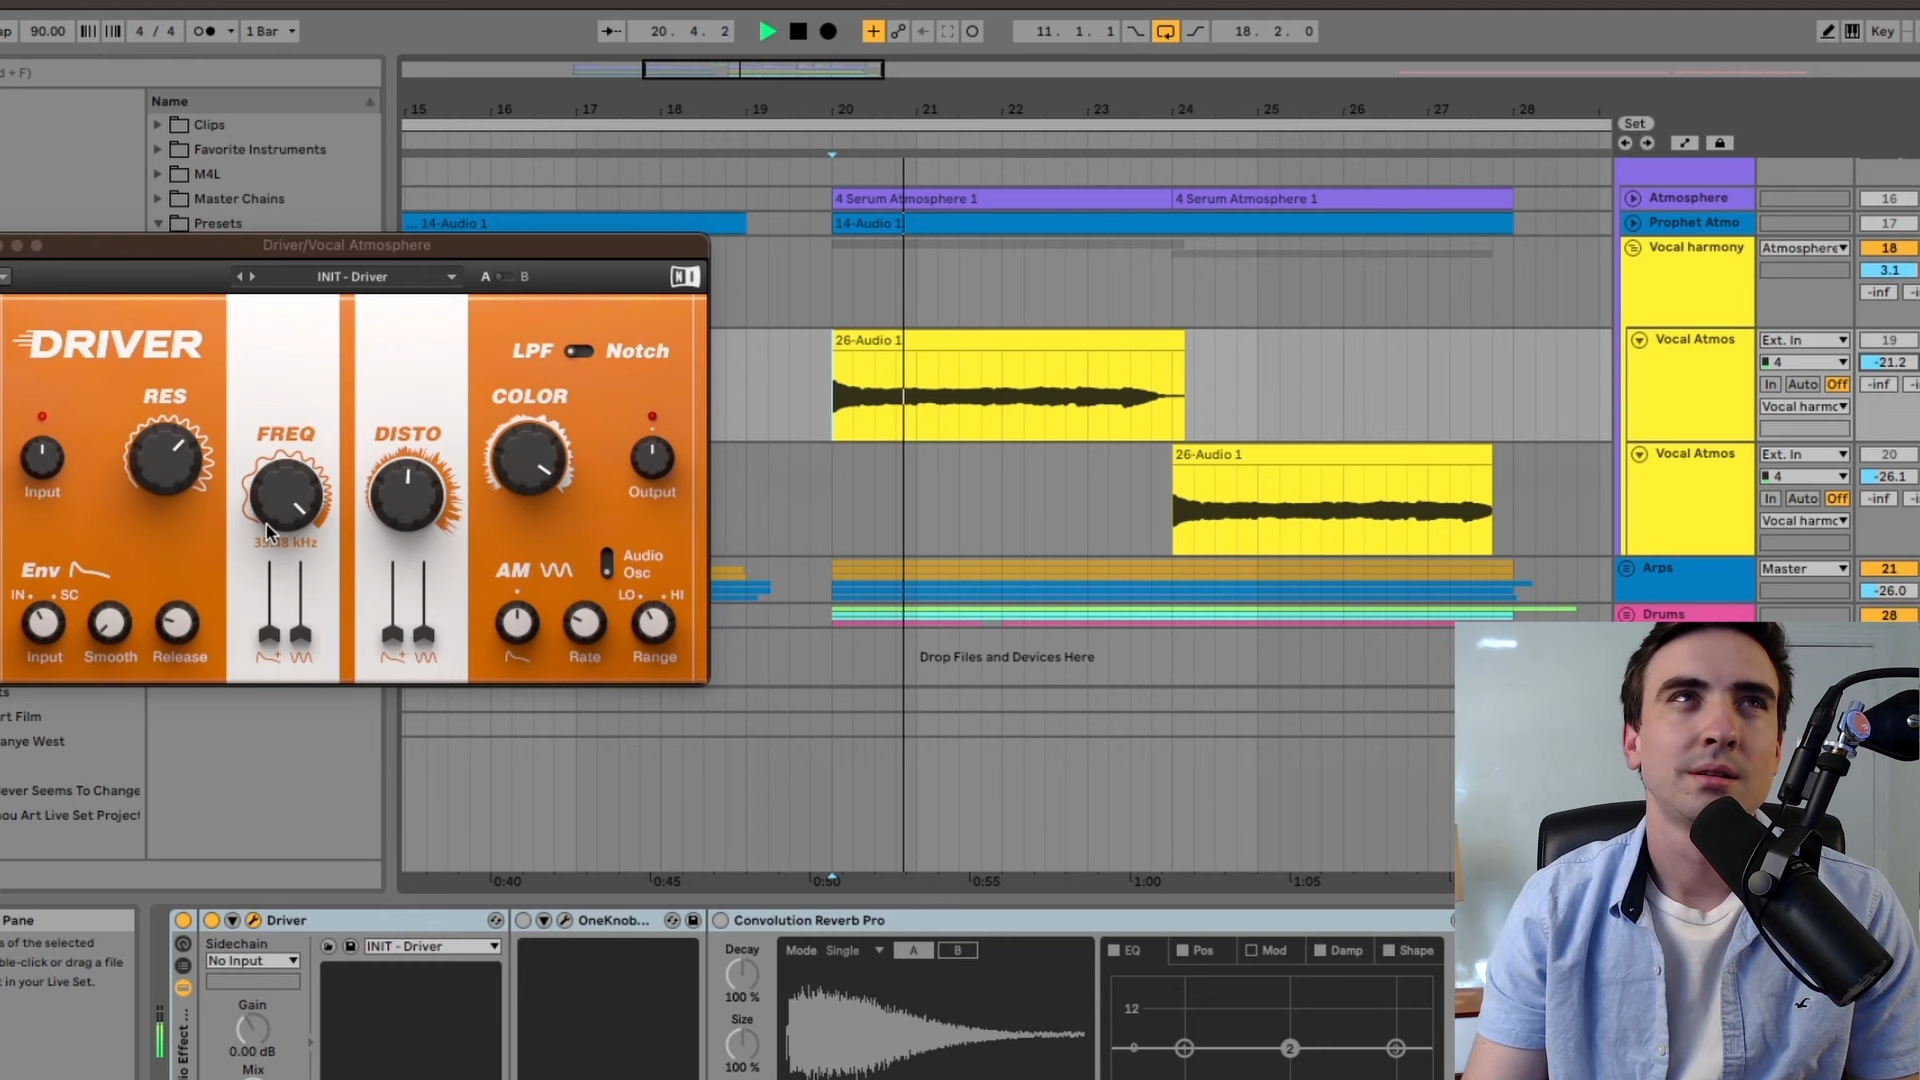 ap 90.00 4 / 4 1 Bar 20. 4. 2 11. 1. 1 18. 2. 0 Key
d + F)
15 16 17 18 19 20 21 22 23 24 25 26 27 28
Set
Name
Clips
Favorite Instruments
M4L
Master Chains
Presets
4 Serum Atmosphere 1 4 Serum Atmosphere 1 Atmosphere 16
... 14-Audio 1 14-Audio 1 Prophet Atmo 17
Vocal harmony Atmosphere 18
3.1
-inf
Driver/Vocal Atmosphere
INIT - Driver A B
DRIVER
LPF Notch
RES COLOR
FREQ DISTO
Input Output
kHz
Env
IN SC
Input Smooth Release
AM
Audio
Osc
LO HI
Rate Range
26-Audio 1 Vocal Atmos Ext. In 19
4 -21.2
In Auto Off -inf
Vocal harmo
26-Audio 1 Vocal Atmos Ext. In 20
4 -26.1
In Auto Off -inf
Vocal harmo
Arps Master 21
-26.0
Drums 28
Drop Files and Devices Here
ts
rt Film
anye West
ever Seems To Change
ou Art Live Set Project
0:40 0:45 0:50 0:55 1:00 1:05
Pane
s of the selected
ble-click or drag a file
t in your Live Set.
io Effect ...
Driver OneKnob... Convolution Reverb Pro
Sidechain
No Input
INIT - Driver
Gain
0.00 dB
Mix
Decay
100 %
Size
100 %
Mode Single A B
EQ Pos Mod Damp Shape
12
0
2